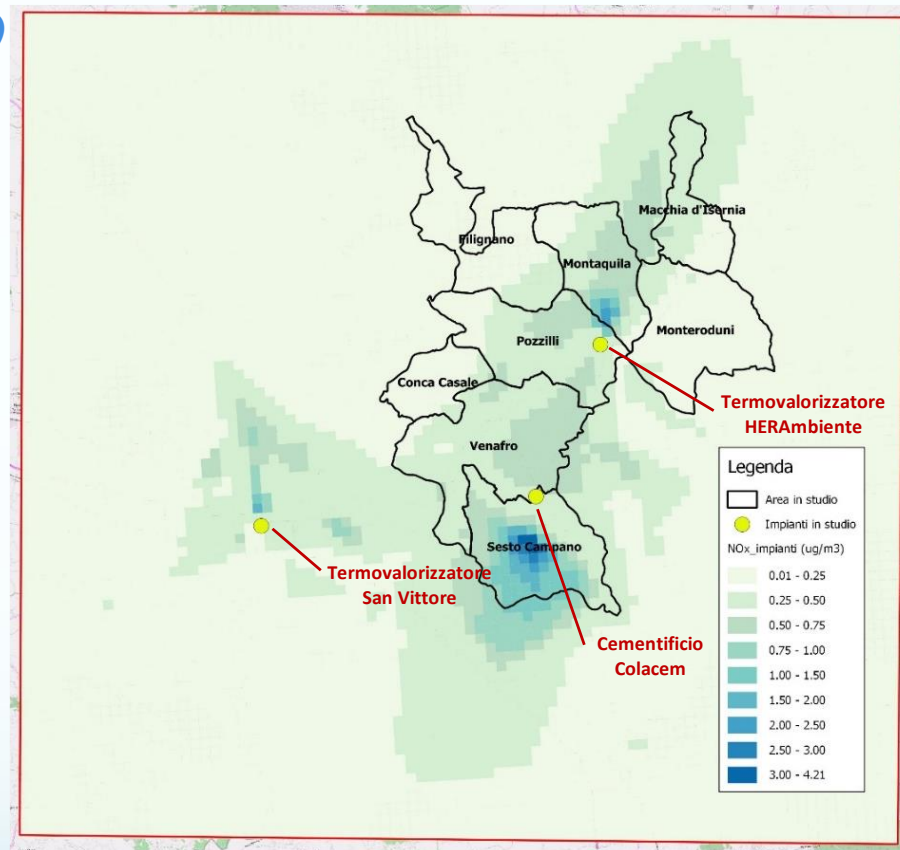 Macchia d'Isernia
Filignano
Montaquila
Monteroduni
Pozzilli
Conca Casale
Termovalorizzatore
HERAmbiente
Venafro
Legenda
Area in studio
Impianti in studio
NOx_impianti (ug/m3)
0.01 - 0.25
0.25 - 0.50
0.50 - 0.75
0.75 - 1.00
1.00 - 1.50
1.50 - 2.00
2.00 - 2.50
2.50 - 3.00
3.00 - 4.21
Sesto Campano
Termovalorizzatore
San Vittore
Cementificio
Colacem